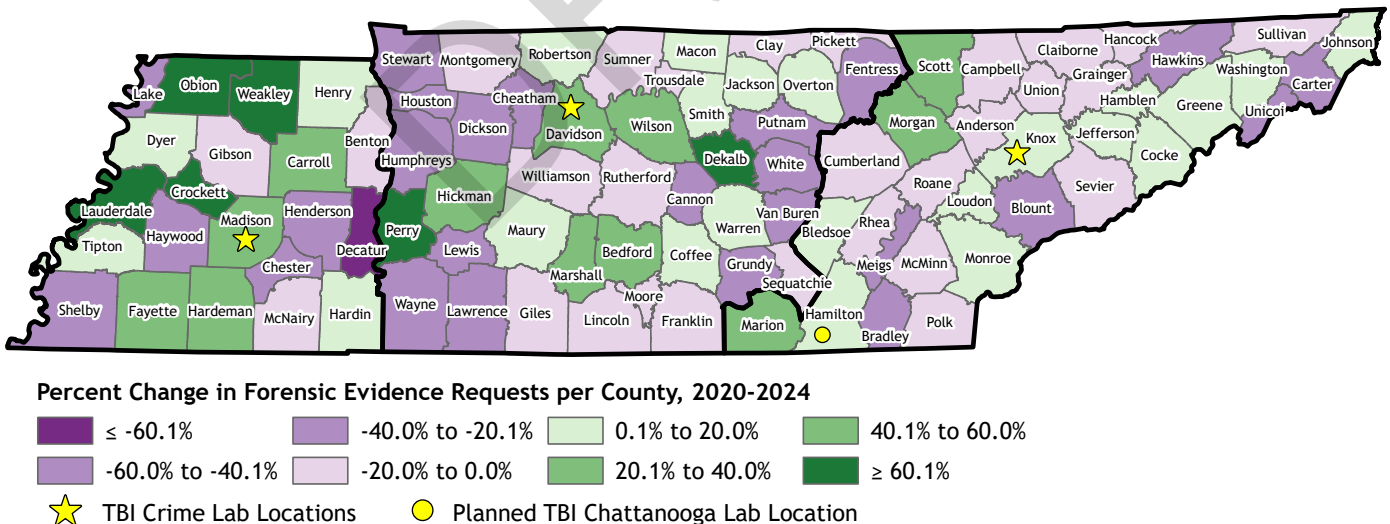 Stewart Montgomery Robertson Sumner Macon Clay Pickett Hancock Sullivan Johnson
Lake Obion Weakley Henry Houston Cheatham Trousdale Jackson Overton Fentress Scott Campbell Claiborne Grainger Hawkins Washington Carter
Union Hamblen Greene Unicoi
Dyer Gibson Carroll Benton Humphreys Dickson Davidson Wilson Smith Putnam Morgan Anderson Knox Jefferson Cocke
Crockett Dekalb White Cumberland Roane Sevier
Lauderdale Haywood Madison Henderson Decatur Perry Hickman Williamson Rutherford Cannon Van Buren Rhea Loudon Blount
Tipton Chester Lewis Maury Bedford Coffee Warren Bledsoe Meigs McMinn Monroe
Marshall Grundy Sequatchie
Shelby Fayette Hardeman McNairy Hardin Wayne Lawrence Giles Lincoln Moore Franklin Marion Hamilton Bradley Polk
Percent Change in Forensic Evidence Requests per County, 2020-2024
≤ -60.1% -40.0% to -20.1% 0.1% to 20.0% 40.1% to 60.0%
-60.0% to -40.1% -20.0% to 0.0% 20.1% to 40.0% ≥ 60.1%
TBI Crime Lab Locations Planned TBI Chattanooga Lab Location